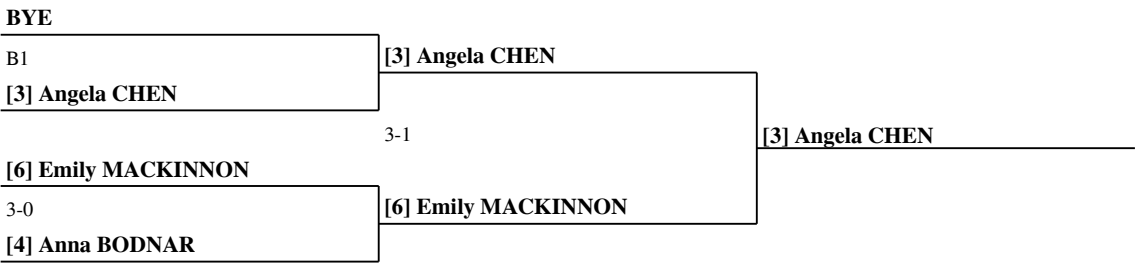 BYE
B1
[3] Angela CHEN
[3] Angela CHEN
3-1
[3] Angela CHEN
[6] Emily MACKINNON
3-0
[6] Emily MACKINNON
[4] Anna BODNAR